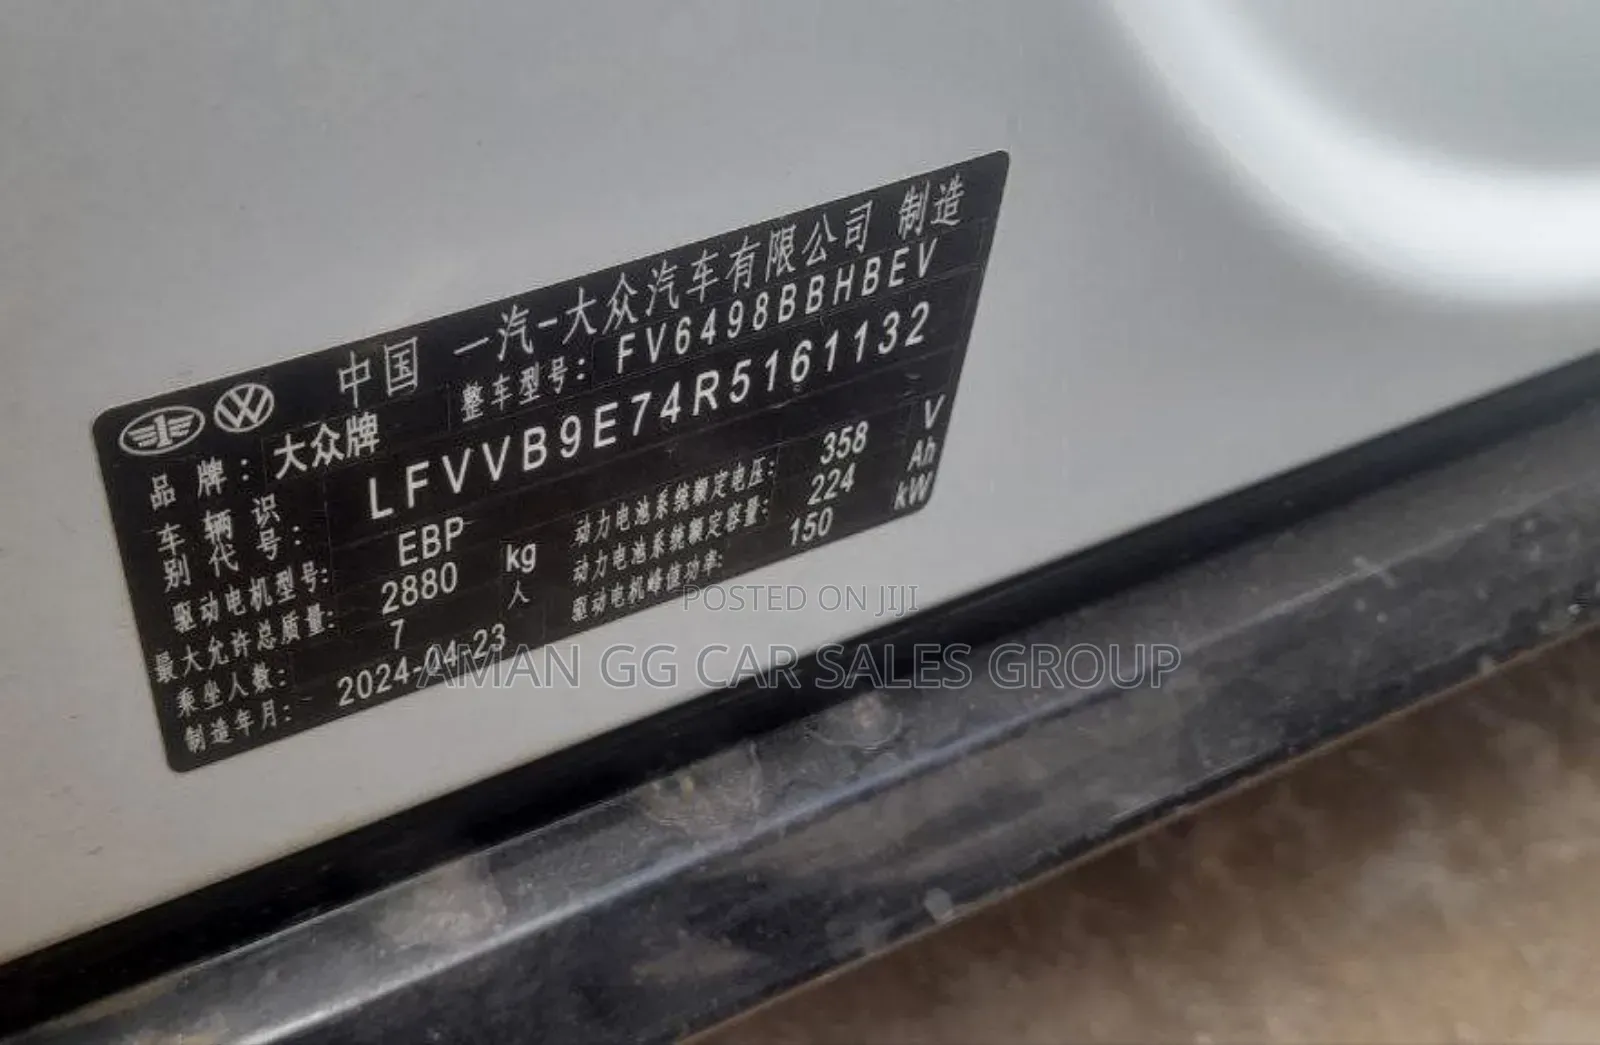 中国 一汽-大众汽车有限公司 制造
品牌: 大众牌 整车型号: FV6498BBHBEV
车辆识别代号: LFVVB9E74R5161132
驱动电机型号: EBP 动力电池系统额定电压: 358 V
最大允许总质量: 2880 kg 动力电池系统额定容量: 224 Ah
乘坐人数: 7 人 驱动电机峰值功率: 150 kW
制造年月: 2024-04-23
POSTED ON JIJI
AMAN GG CAR SALES GROUP